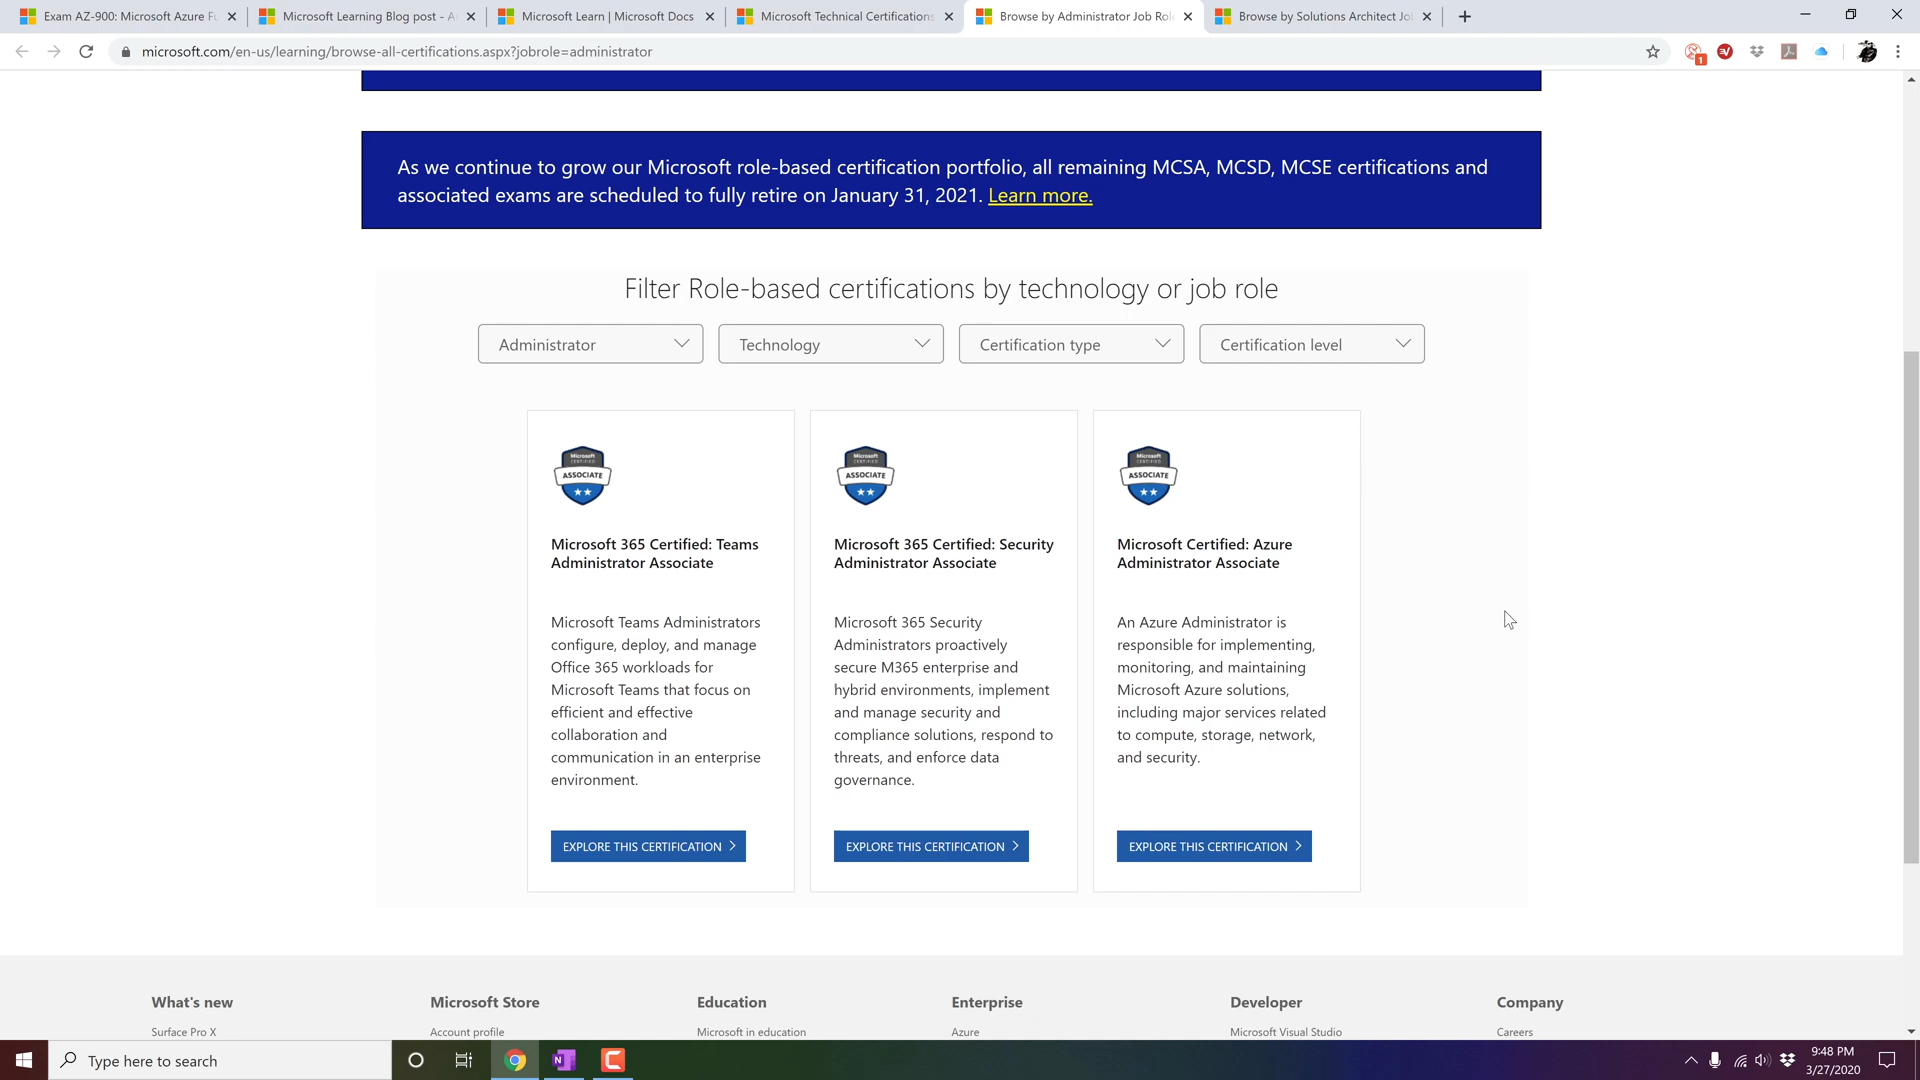 Exam AZ-900: Microsoft Azure Fu
Microsoft Learning Blog post - A
Microsoft Learn | Microsoft Docs
Microsoft Technical Certifications
Browse by Administrator Job Role
Browse by Solutions Architect Jo
microsoft.com/en-us/learning/browse-all-certifications.aspx?jobrole=administrator
1
As we continue to grow our Microsoft role-based certification portfolio, all remaining MCSA, MCSD, MCSE certifications and
associated exams are scheduled to fully retire on January 31, 2021. Learn more.
Filter Role-based certifications by technology or job role
Administrator
Technology
Certification type
Certification level
Microsoft
CERTIFIED
ASSOCIATE
Microsoft 365 Certified: Teams
Administrator Associate
Microsoft Teams Administrators
configure, deploy, and manage
Office 365 workloads for
Microsoft Teams that focus on
efficient and effective
collaboration and
communication in an enterprise
environment.
EXPLORE THIS CERTIFICATION
Microsoft
CERTIFIED
ASSOCIATE
Microsoft 365 Certified: Security
Administrator Associate
Microsoft 365 Security
Administrators proactively
secure M365 enterprise and
hybrid environments, implement
and manage security and
compliance solutions, respond to
threats, and enforce data
governance.
EXPLORE THIS CERTIFICATION
Microsoft
CERTIFIED
ASSOCIATE
Microsoft Certified: Azure
Administrator Associate
An Azure Administrator is
responsible for implementing,
monitoring, and maintaining
Microsoft Azure solutions,
including major services related
to compute, storage, network,
and security.
EXPLORE THIS CERTIFICATION
What's new
Surface Pro X
Microsoft Store
Account profile
Education
Microsoft in education
Enterprise
Azure
Developer
Microsoft Visual Studio
Company
Careers
Type here to search
9:48 PM
3/27/2020